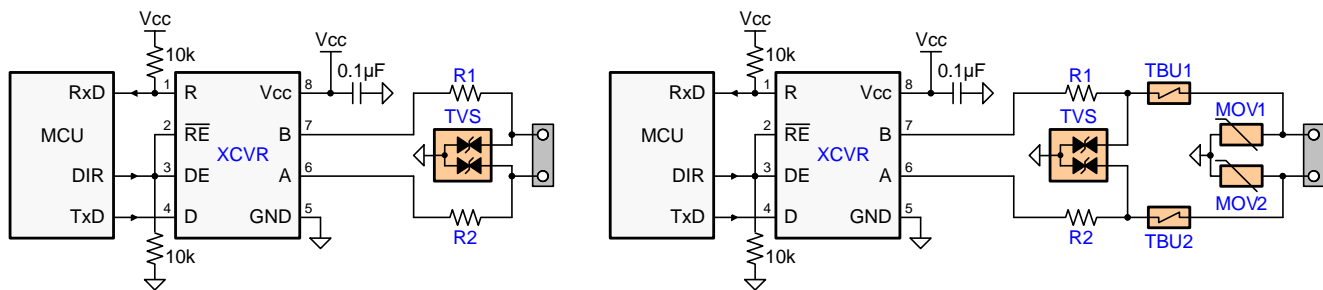 Vcc
10k
Vcc
0.1µF
RxD
MCU
DIR
TxD
1
R
2
RE
3
DE
4
D
XCVR
Vcc
8
B
7
A
6
GND
5
10k
R1
TVS
R2
Vcc
10k
Vcc
0.1µF
RxD
MCU
DIR
TxD
1
R
2
RE
3
DE
4
D
XCVR
Vcc
8
B
7
A
6
GND
5
10k
R1
TVS
R2
TBU1
MOV1
MOV2
TBU2